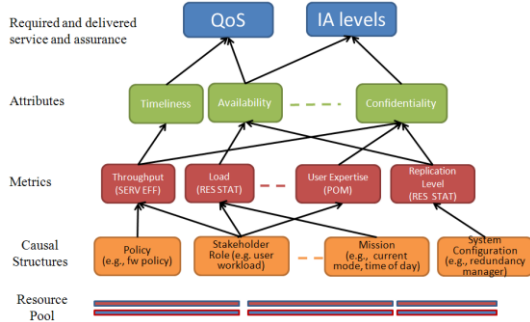 Required and delivered
service and assurance
QoS
IA levels
Attributes
Timeliness
Availability
Confidentiality
Metrics
Throughput
(SERV EFF)
Load
(RES STAT)
User Expertise
(POM)
Replication
Level
(RES STAT)
Causal
Structures
Policy
(e.g., fw policy)
Stakeholder
Role (e.g. user
workload)
Mission
(e.g., current
mode, time of day)
System
Configuration
(e.g., redundancy
manager)
Resource
Pool